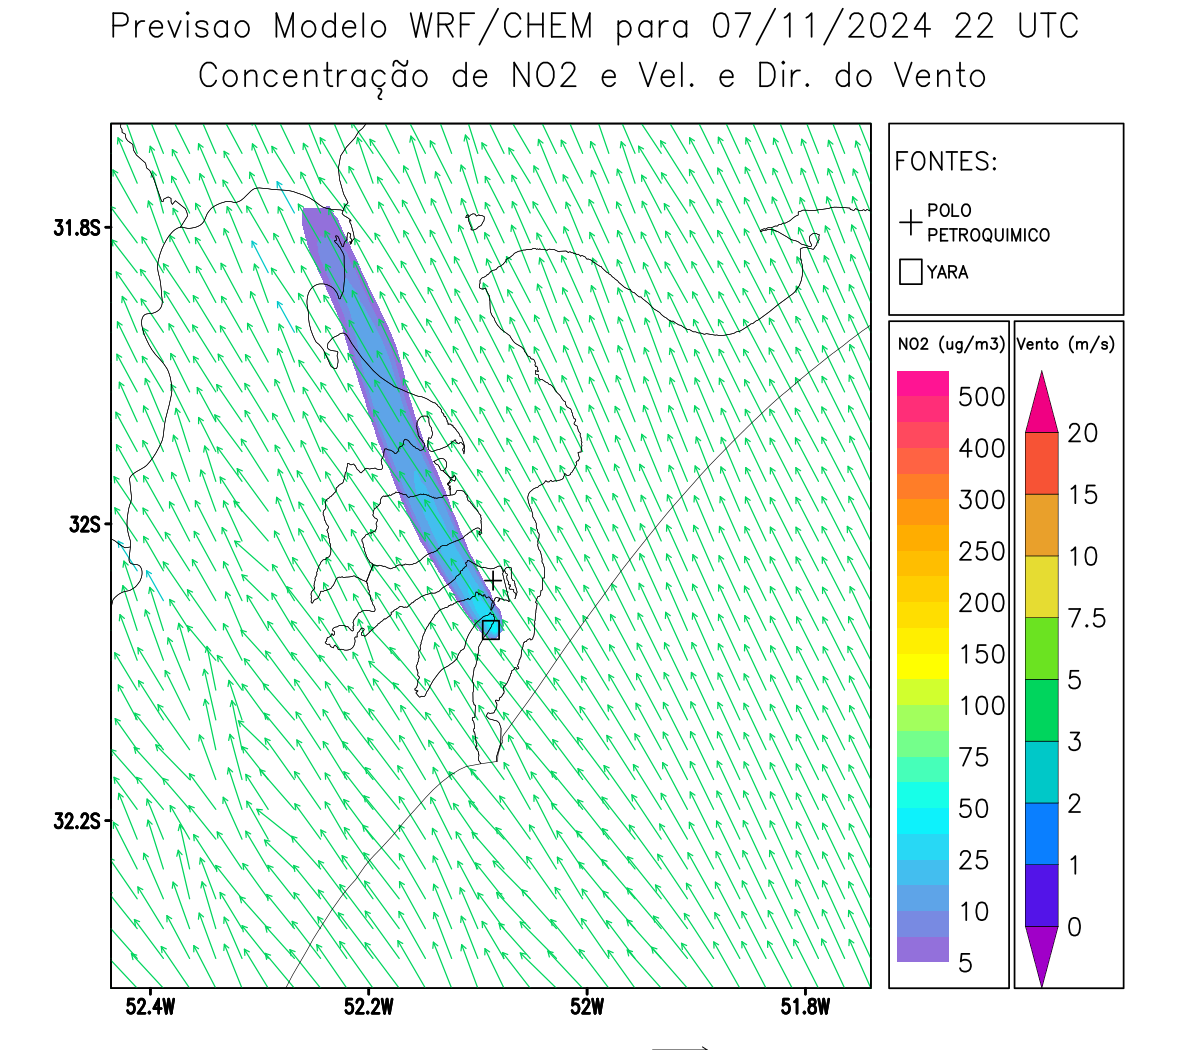 Previsao Modelo WRF/CHEM para 07/11/2024 22 UTC
Concentração de NO2 e Vel. e Dir. do Vento
FONTES:
POLO
PETROQUIMICO
YARA
31.8S
32S
32.2S
52.4W
52.2W
52W
51.8W
NO2 (ug/m3)
500
400
300
250
200
150
100
75
50
25
10
5
Vento (m/s)
20
15
10
7.5
5
3
2
1
0